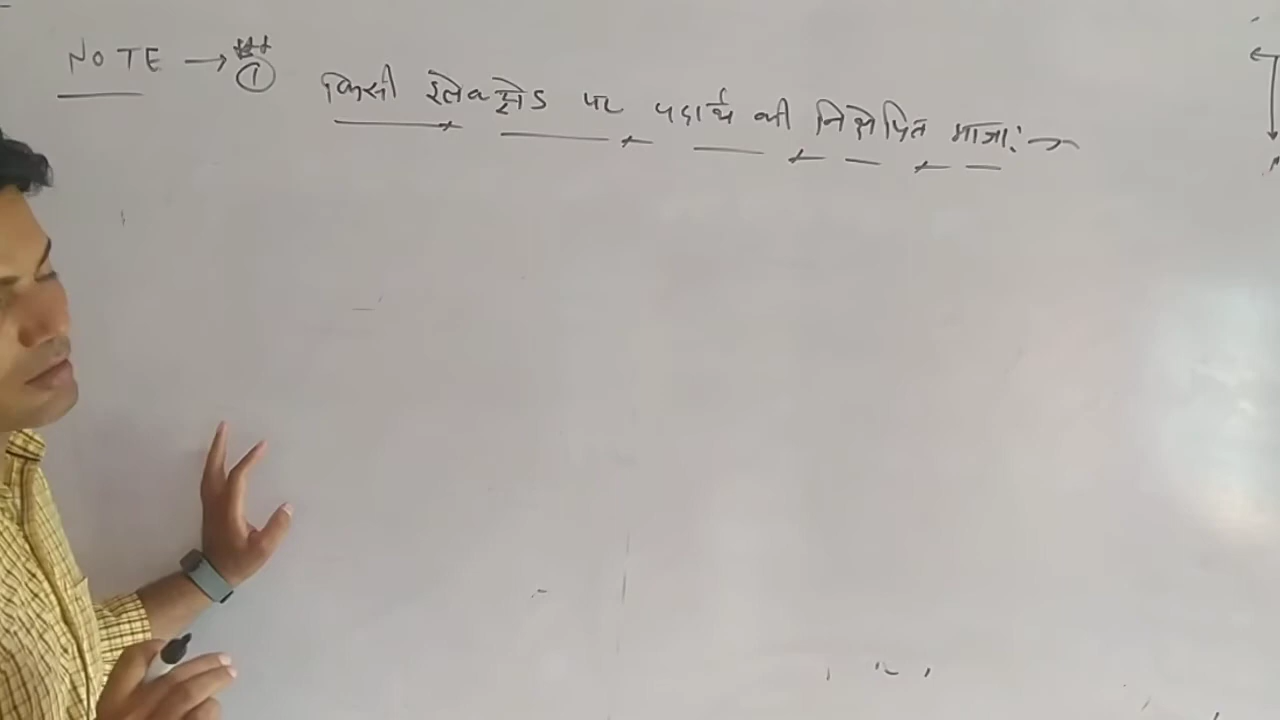 NOTE → ① किसी इलेक्ट्रोड पर पदार्थ की निक्षेपित मात्रा:→